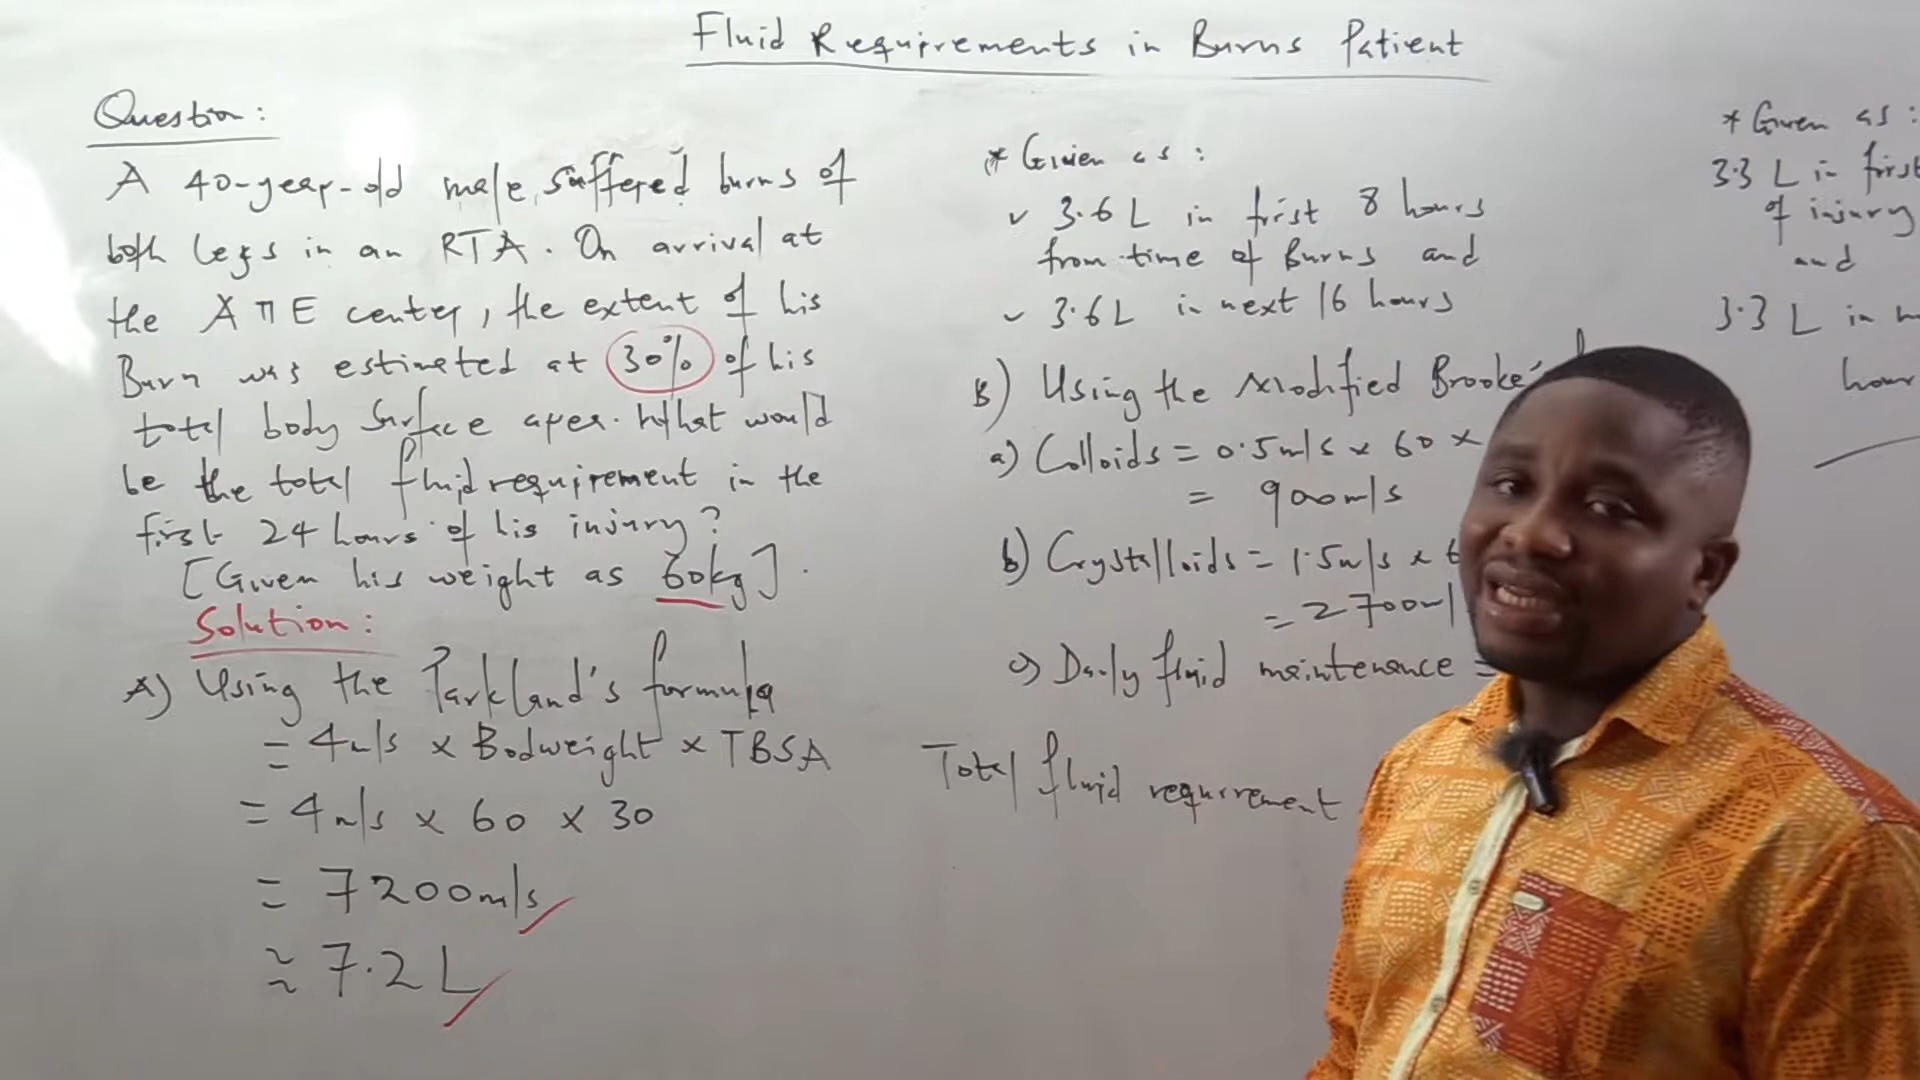 Fluid Requirements in Burns Patient
Question:
A 40-year-old male suffered burns of
both legs in an RTA. On arrival at
the center, the extent of his
Burn was estimated at 30% of his
total body surface area. What would
be the total fluid requirement in the
first 24 hours of his injury?
[Given his weight as 60kg].
Solution:
A) Using the Parkland's formula
= 4mls × Bodweight × TBSA
= 4mls × 60 × 30
= 7200mls
≈ 7.2 L
* Given as:
✓ 3.6 L in first 8 hours
from time of Burns and
✓ 3.6 L in next 16 hours
B) Using the Modified Brooke's
a) Colloids = 0.5mls × 60 ×
= 900mls
b) Crystalloids = 1.5mls × 6
= 2700ml
c) Daily fluid maintenance =
Total fluid requirement
* Given as:
3.3 L in first
of injury
and
3.3 L in
hour